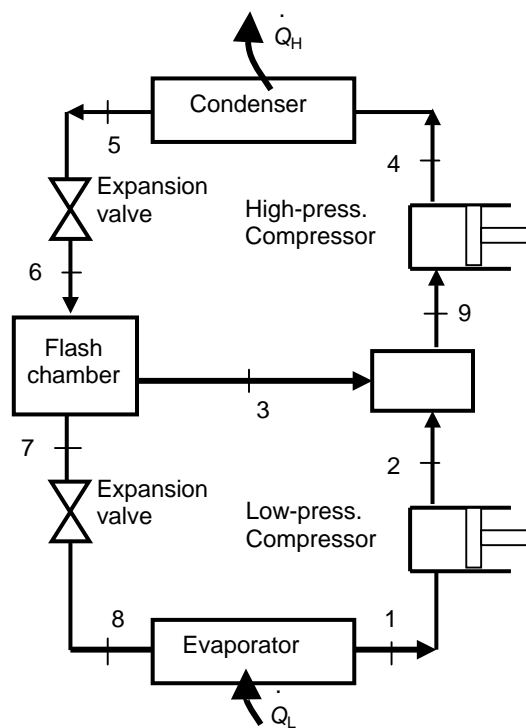 Q̇H
Condenser
5
4
Expansion
valve
High-press.
Compressor
6
9
Flash
chamber
3
7
2
Expansion
valve
Low-press.
Compressor
8
1
Evaporator
Q̇L